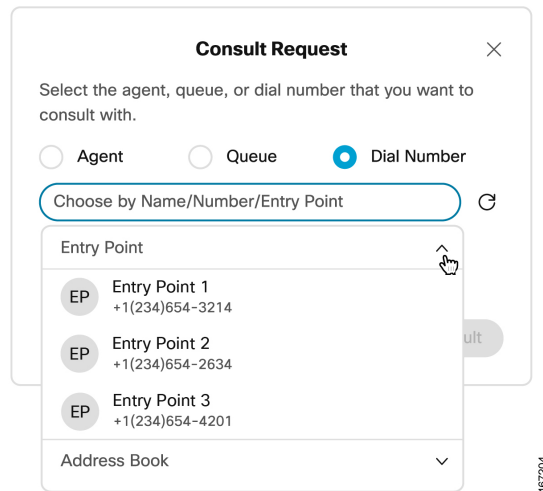 Consult Request
Select the agent, queue, or dial number that you want to
consult with.
Agent Queue Dial Number
Choose by Name/Number/Entry Point
Entry Point
EP Entry Point 1
+1(234)654-3214
EP Entry Point 2
+1(234)654-2634
ult
EP Entry Point 3
+1(234)654-4201
Address Book